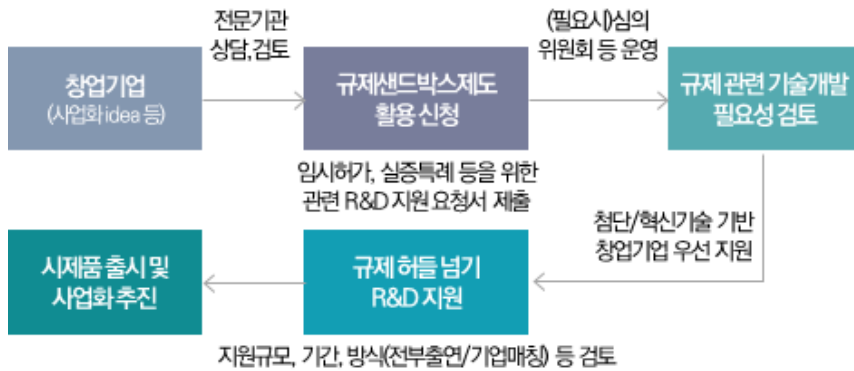 전문기관
상담,검토
(필요시)심의
위원회 등 운영
창업기업
(사업화 idea 등)
규제샌드박스제도
활용 신청
규제 관련 기술개발
필요성 검토
임시허가, 실증특례 등을 위한
관련 R&D 지원 요청서 제출
첨단/혁신기술 기반
창업기업 우선 지원
규제 허들 넘기
R&D 지원
시제품 출시 및
사업화 추진
지원규모, 기간, 방식(전부출연/기업매칭) 등 검토